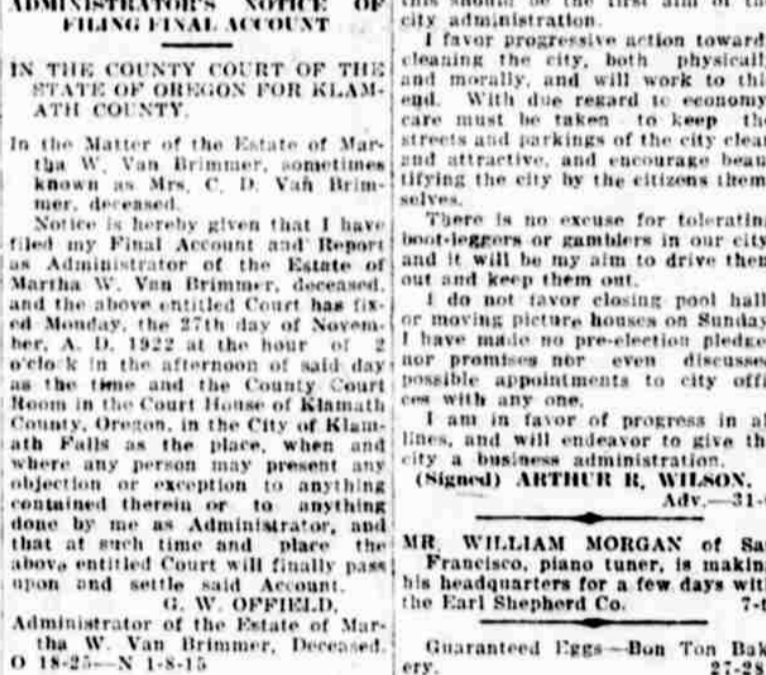 ADMINISTRATOR'S NOTICE OF
FILING FINAL ACCOUNT
IN THE COUNTY COURT OF THE
STATE OF OREGON FOR KLAM-
ATH COUNTY.
In the Matter of the Estate of Mar-
tha W. Van Brimmer, sometimes
known as Mrs. C. D. Van Brim-
mer, deceased.
Notice is hereby given that I have
filed my Final Account and Report
as Administrator of the Estate of
Martha W. Van Brimmer, deceased,
and the above entitled Court has fix-
ed Monday, the 27th day of Novem-
ber, A. D. 1922 at the hour of 2
o'clo k in the afternoon of said day
as the time and the County Court
Room in the Court House of Klamath
County, Oregon, in the City of Klam-
ath Falls as the place, when and
where any person may present any
objection or exception to anything
contained therein or to anything
done by me as Administrator, and
that at such time and place the
above entitled Court will finally pass
upon and settle said Account.
G. W. OFFIELD,
Administrator of the Estate of Mar-
tha W. Van Brimmer, Deceased.
O 18-25—N 1-8-15
this should be the first aim of
city administration.
I favor progressive action toward
cleaning the city, both physicall
and morally, and will work to thi
end. With due regard to economy
care must be taken to keep th
streets and parkings of the city clea
and attractive, and encourage beau
tifying the city by the citizens them
selves.
There is no excuse for toleratin
boot-leggers or gamblers in our city
and it will be my aim to drive them
out and keep them out.
I do not favor closing pool hall
or moving picture houses on Sunday
I have made no pre-election pledge
nor promises nor even discusse
possible appointments to city offi
ces with any one.
I am in favor of progress in al
lines, and will endeavor to give th
city a business administration.
(Signed) ARTHUR R. WILSON.
Adv.—31-
MR. WILLIAM MORGAN of Sa
Francisco, piano tuner, is makin
his headquarters for a few days wit
the Earl Shepherd Co. 7-t
Guaranteed Eggs—Bon Ton Bak
ery. 27-28